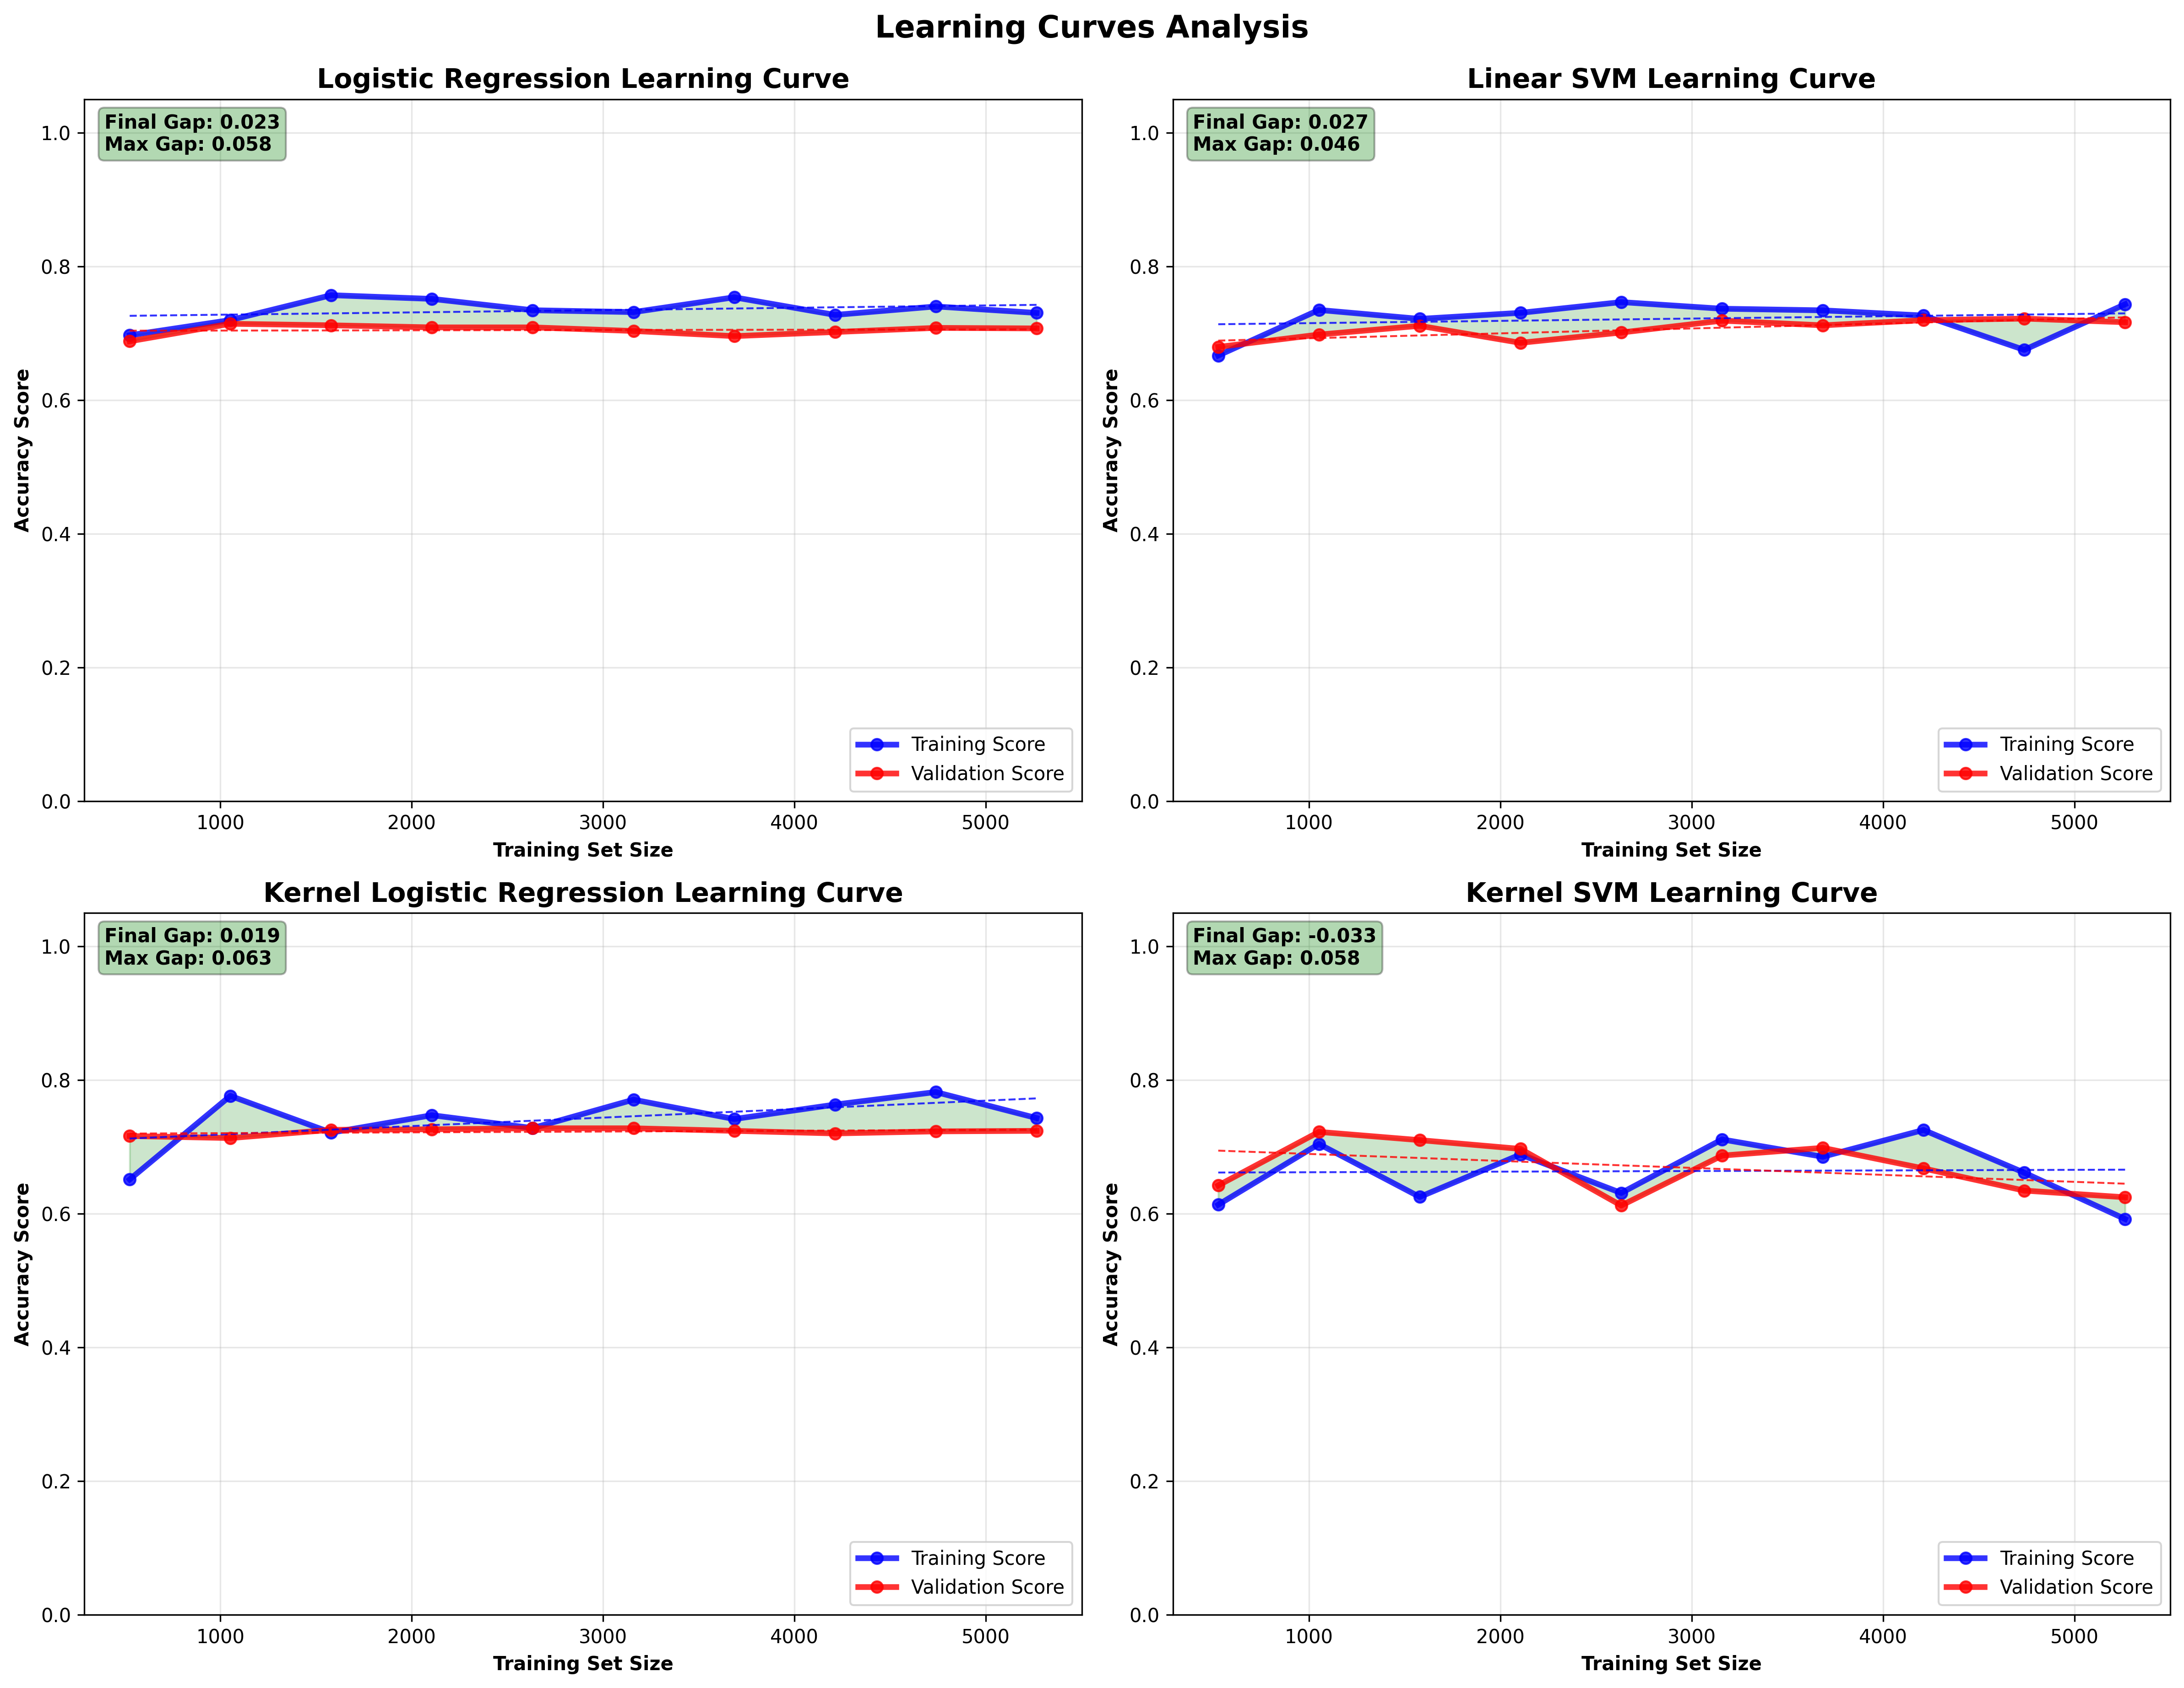 Learning Curves Analysis
Logistic Regression Learning Curve
Final Gap: 0.023
Max Gap: 0.058
1.0
0.8
0.6
0.4
0.2
0.0
Accuracy Score
1000 2000 3000 4000 5000
Training Set Size
Training Score
Validation Score
Linear SVM Learning Curve
Final Gap: 0.027
Max Gap: 0.046
1.0
0.8
0.6
0.4
0.2
0.0
Accuracy Score
1000 2000 3000 4000 5000
Training Set Size
Training Score
Validation Score
Kernel Logistic Regression Learning Curve
Final Gap: 0.019
Max Gap: 0.063
1.0
0.8
0.6
0.4
0.2
0.0
Accuracy Score
1000 2000 3000 4000 5000
Training Set Size
Training Score
Validation Score
Kernel SVM Learning Curve
Final Gap: -0.033
Max Gap: 0.058
1.0
0.8
0.6
0.4
0.2
0.0
Accuracy Score
1000 2000 3000 4000 5000
Training Set Size
Training Score
Validation Score